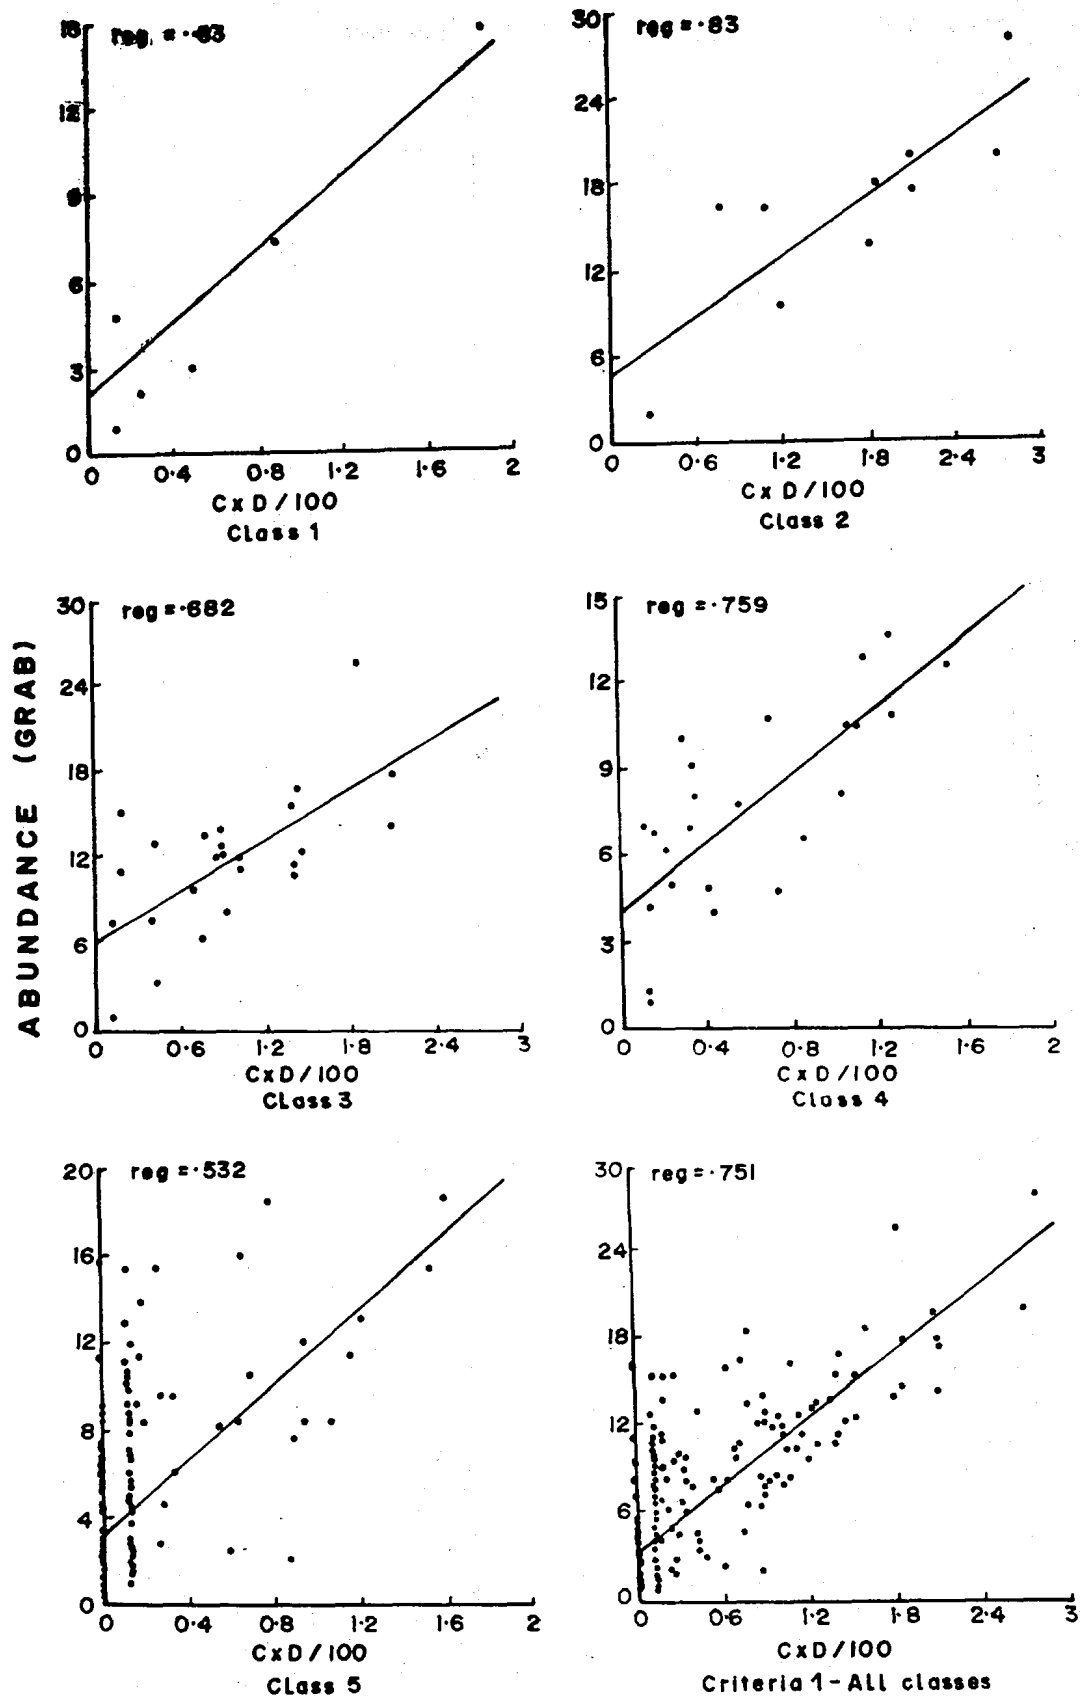 reg = .83
15
12
9
6
3
0
0 0.4 0.8 1.2 1.6 2
C x D / 100
Class 1
reg = .83
30
24
18
12
6
0
0 0.6 1.2 1.8 2.4 3
C x D / 100
Class 2
ABUNDANCE (GRAB)
reg = .682
30
24
18
12
6
0
0 0.6 1.2 1.8 2.4 3
C x D / 100
CLass 3
reg = .759
15
12
9
6
3
0
0 0.4 0.8 1.2 1.6 2
C x D / 100
Class 4
reg = .532
20
16
12
8
4
0
0 0.4 0.8 1.2 1.6 2
C x D / 100
Class 5
reg = .751
30
24
18
12
6
0
0 0.6 1.2 1.8 2.4 3
C x D / 100
Criteria 1 - All classes